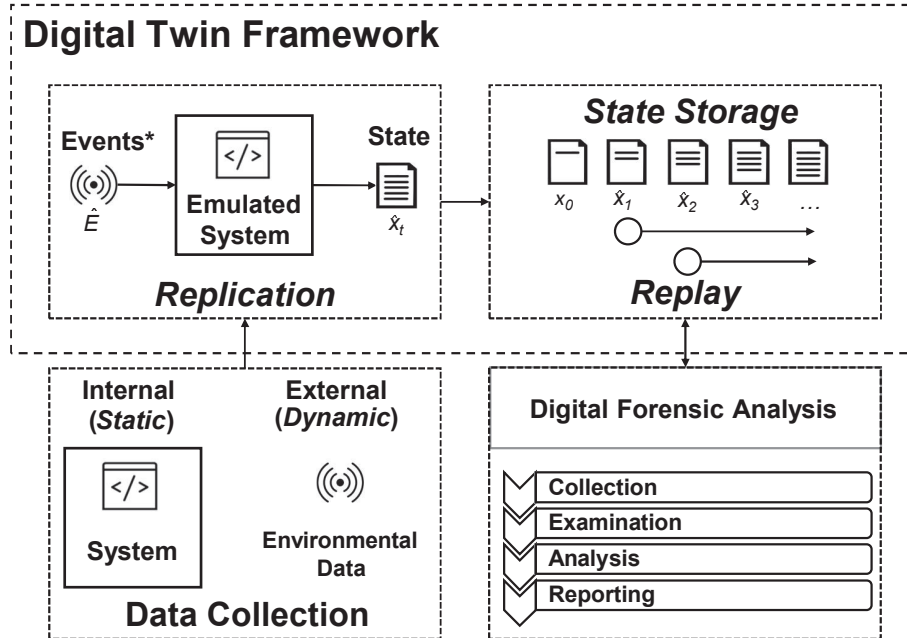 Digital Twin Framework
Events*
</>
Emulated
System
State
Ê
x̂t
Replication
State Storage
x0
x̂1
x̂2
x̂3
...
Replay
Internal
(Static)
</>
System
External
(Dynamic)
Environmental
Data
Data Collection
Digital Forensic Analysis
Collection
Examination
Analysis
Reporting